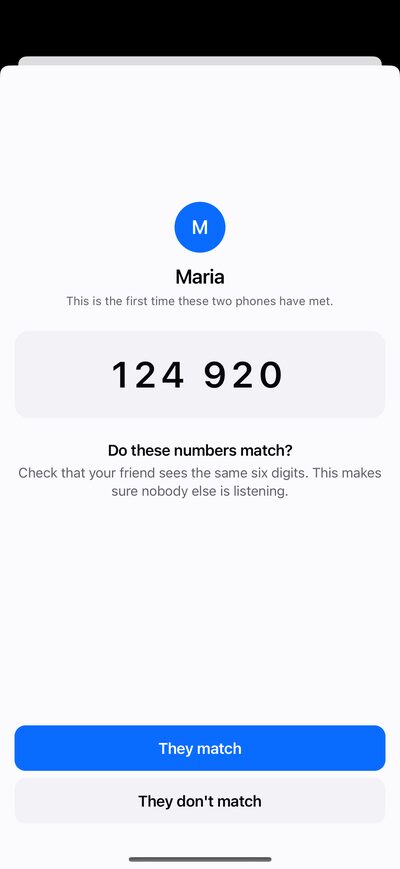 M
Maria
This is the first time these two phones have met.
124 920
Do these numbers match?
Check that your friend sees the same six digits. This makes
sure nobody else is listening.
They match
They don't match